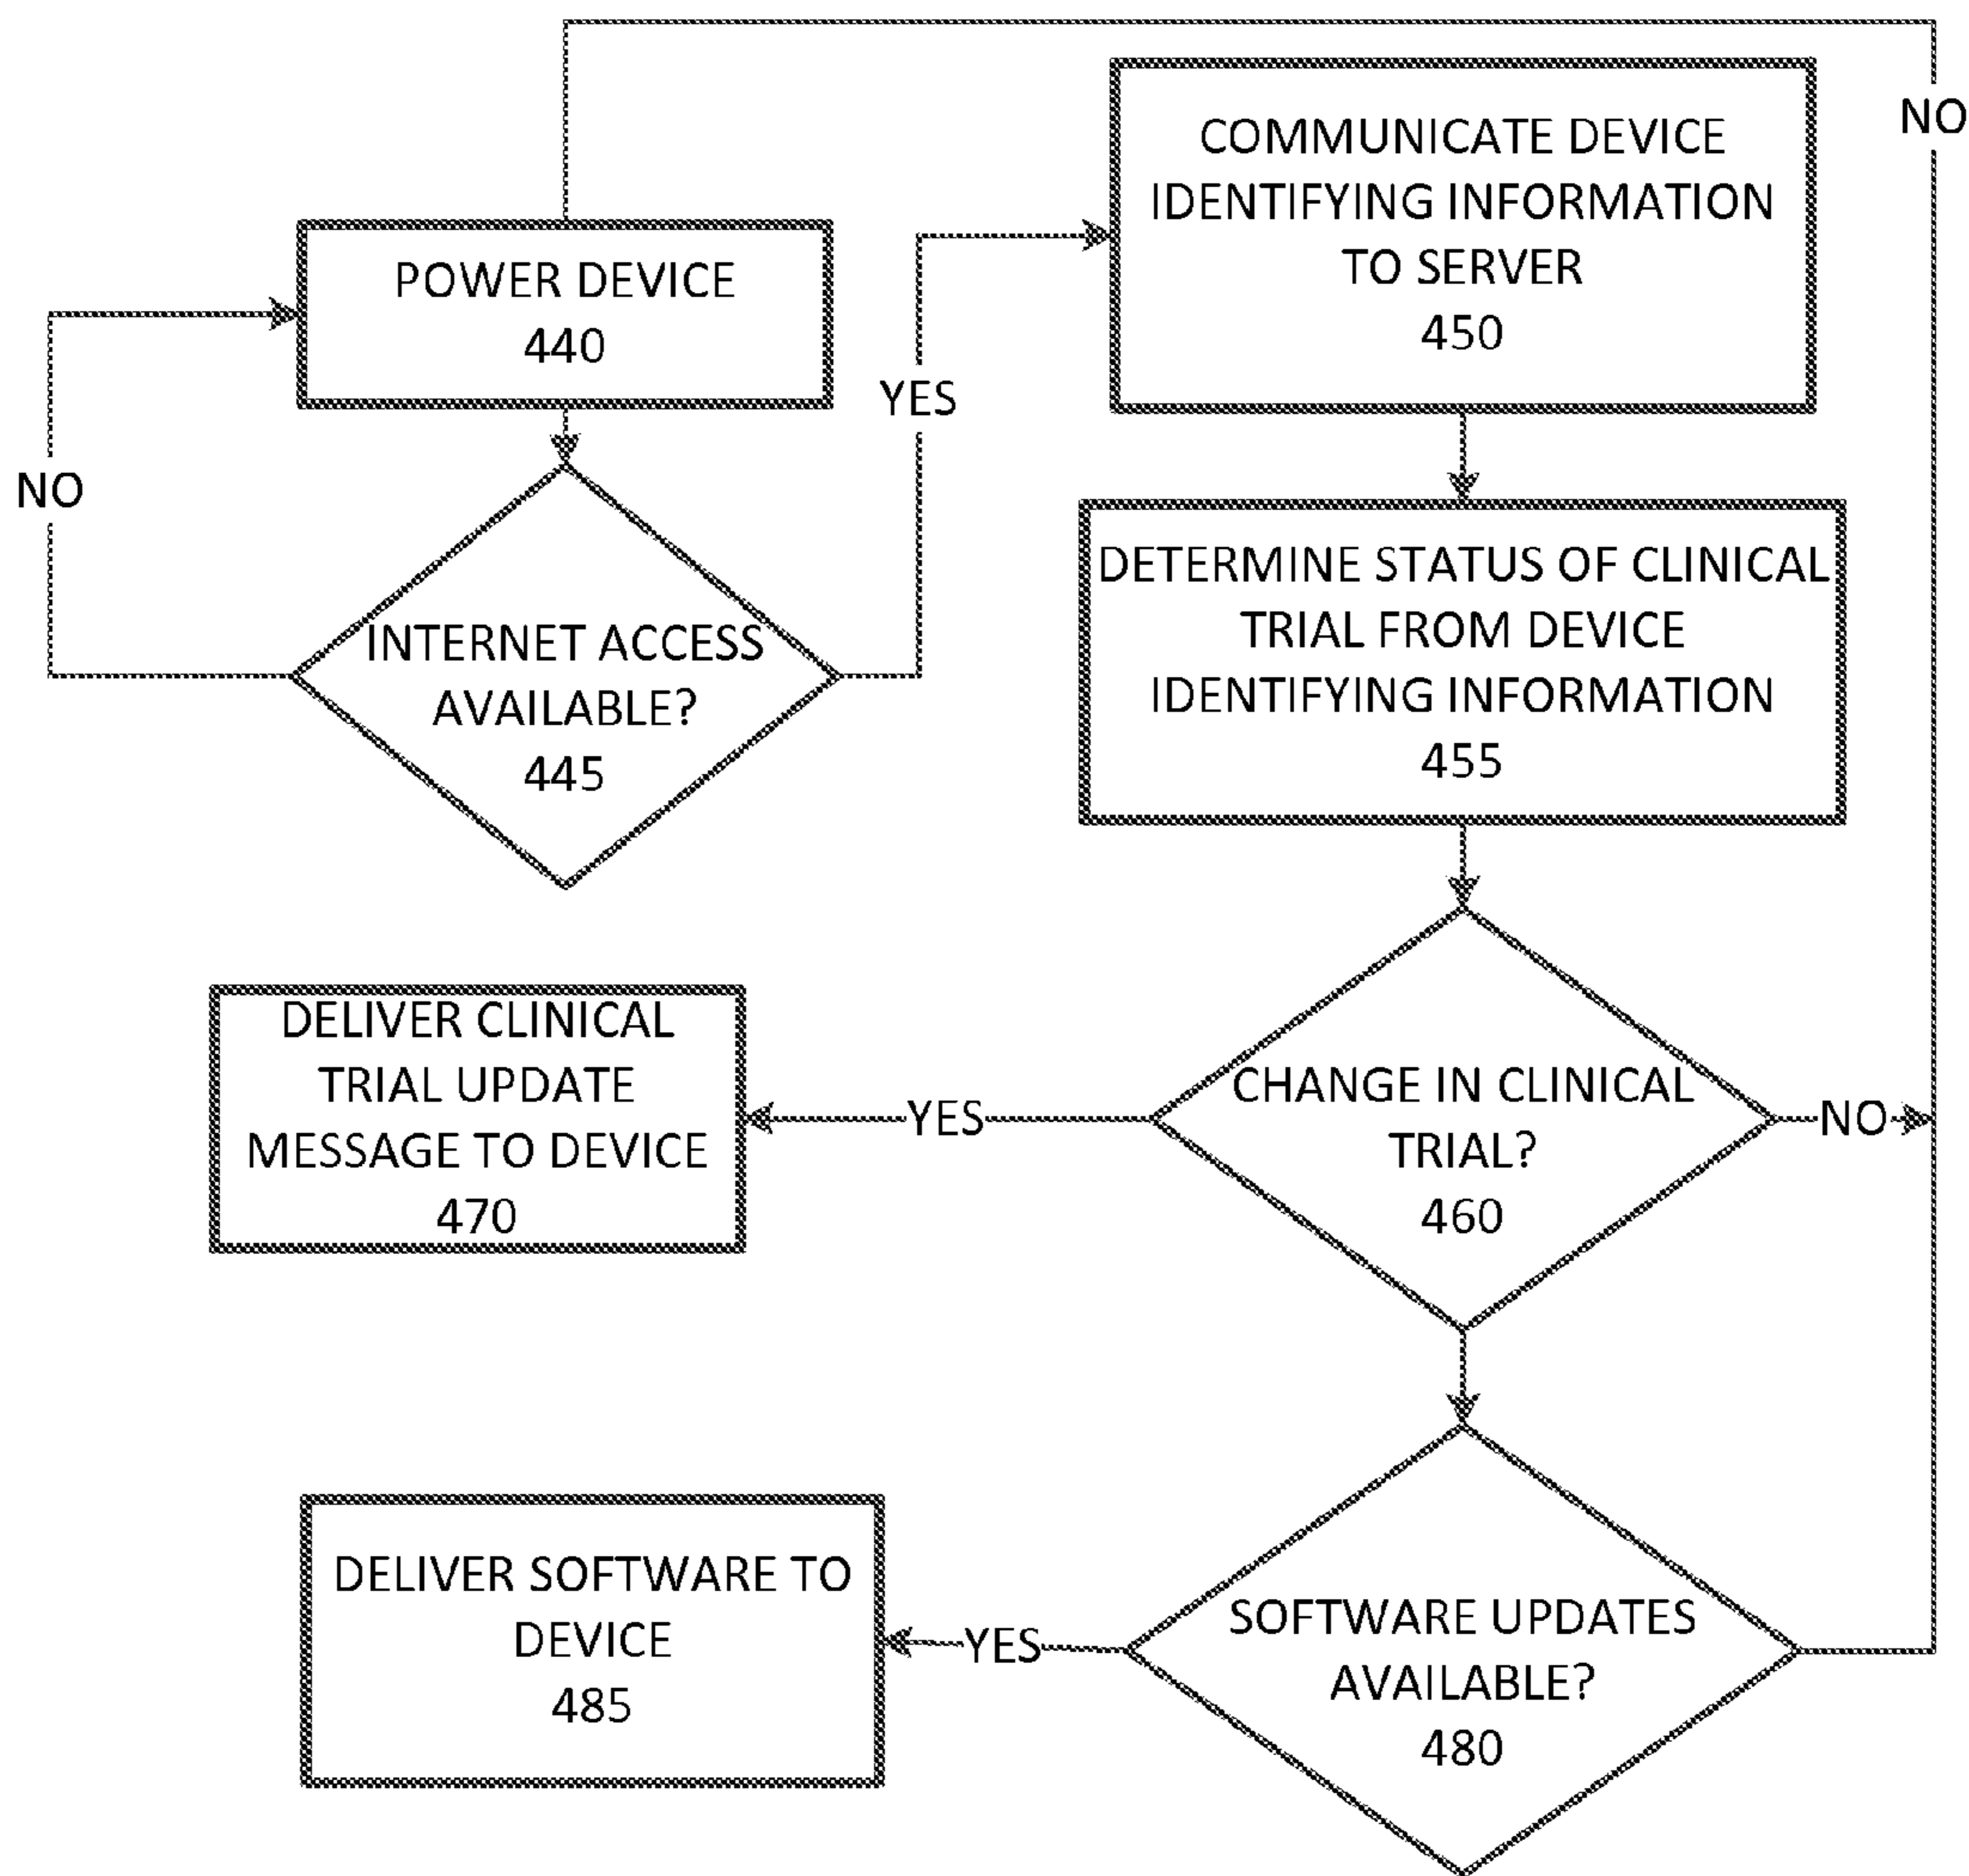 NO
POWER DEVICE
440
NO
INTERNET ACCESS
AVAILABLE?
445
YES
COMMUNICATE DEVICE
IDENTIFYING INFORMATION
TO SERVER
450
DETERMINE STATUS OF CLINICAL
TRIAL FROM DEVICE
IDENTIFYING INFORMATION
455
CHANGE IN CLINICAL
TRIAL?
460
NO
YES
DELIVER CLINICAL
TRIAL UPDATE
MESSAGE TO DEVICE
470
SOFTWARE UPDATES
AVAILABLE?
480
YES
DELIVER SOFTWARE TO
DEVICE
485